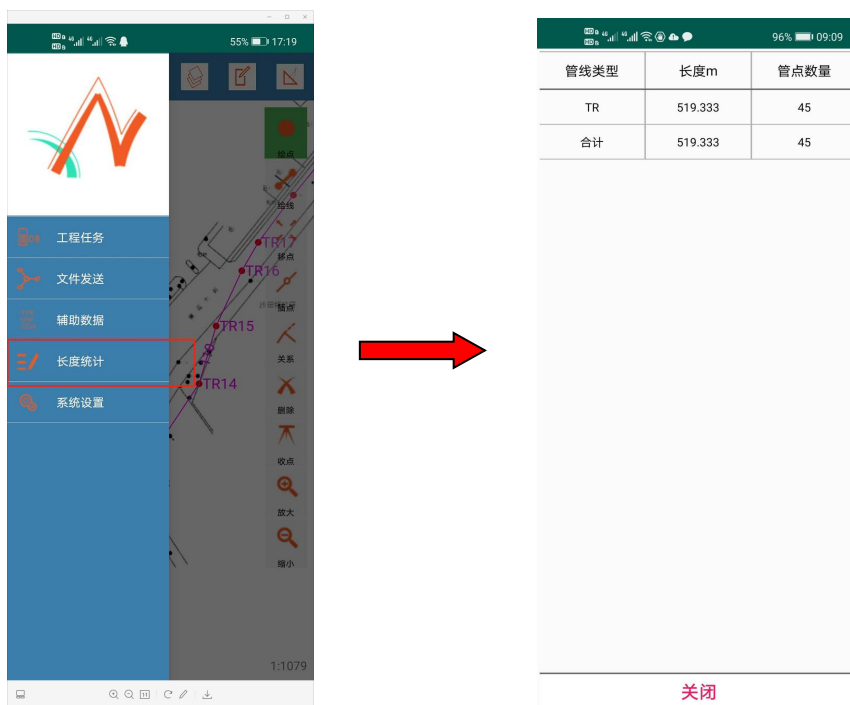 55% 17:19
工程任务
文件发送
辅助数据
长度统计
系统设置
绘点
绘线
移点
插点
关系
删除
收点
放大
缩小
TR17
TR16
TR15
TR14
1:1079
96% 09:09
管线类型 长度m 管点数量
TR 519.333 45
合计 519.333 45
关闭